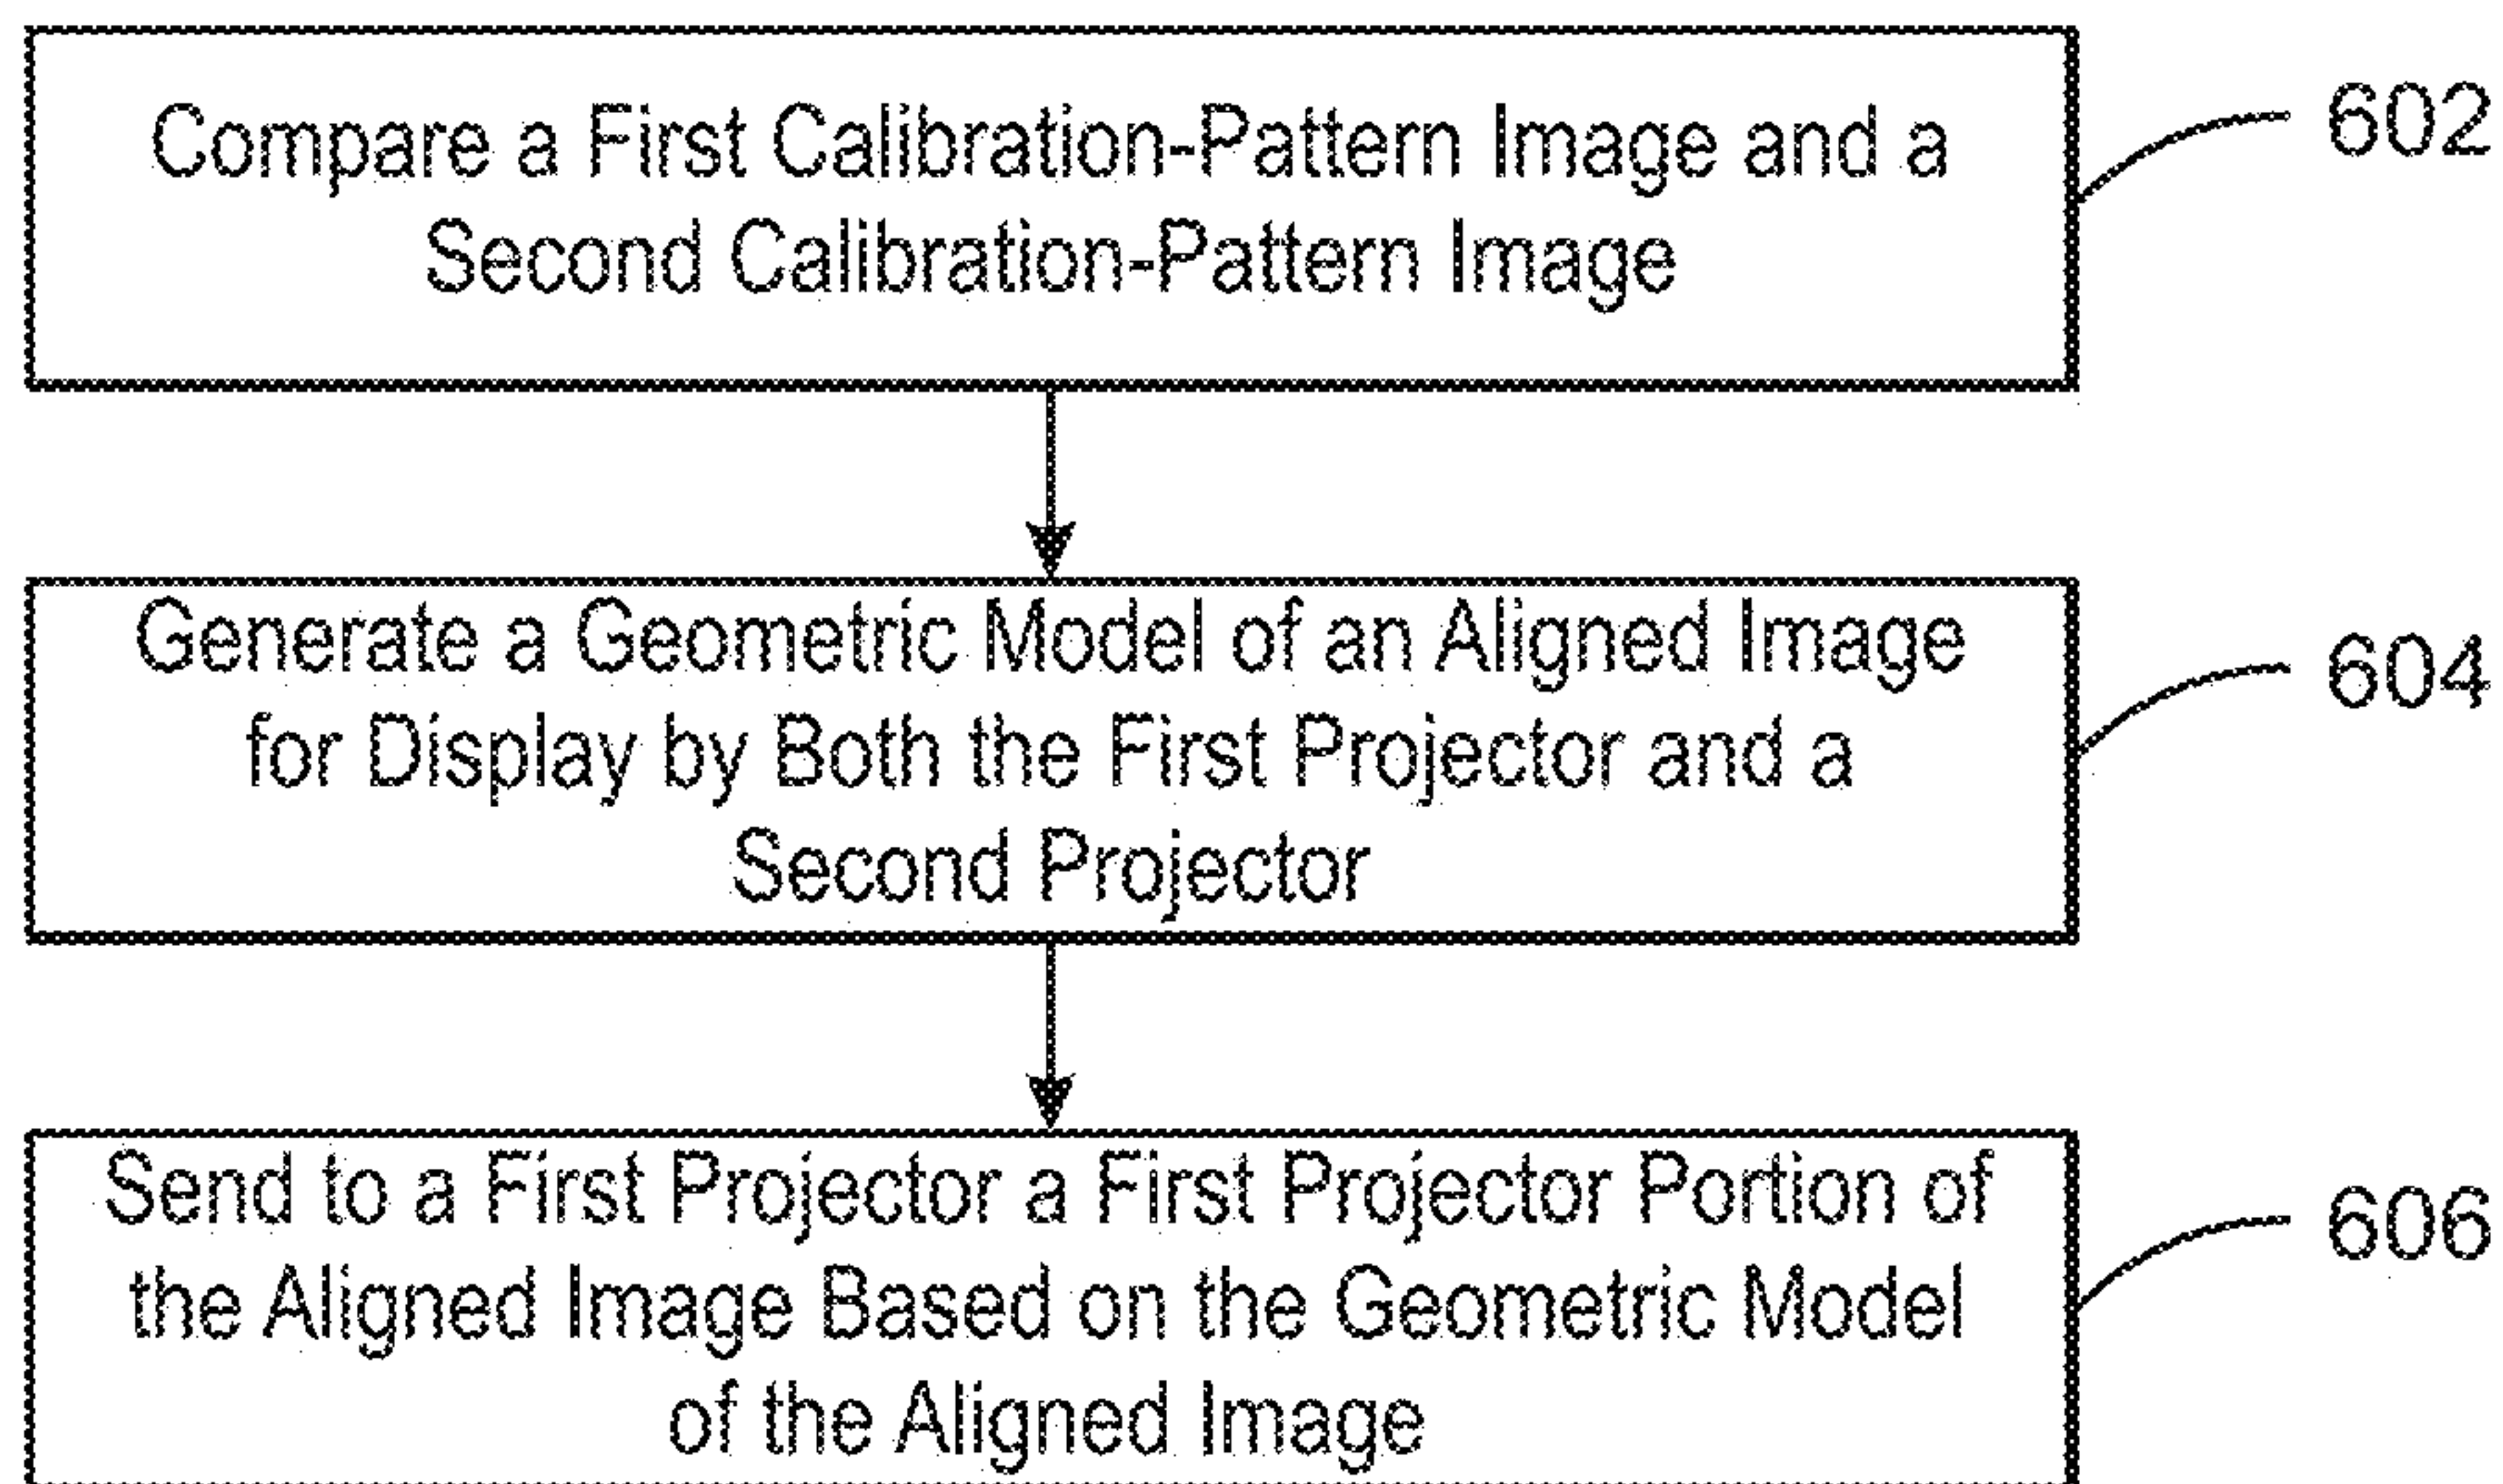 Compare a First Calibration-Pattern Image and a
Second Calibration-Pattern Image
602
Generate a Geometric Model of an Aligned Image
for Display by Both the First Projector and a
Second Projector
604
Send to a First Projector a First Projector Portion of
the Aligned Image Based on the Geometric Model
of the Aligned Image
606